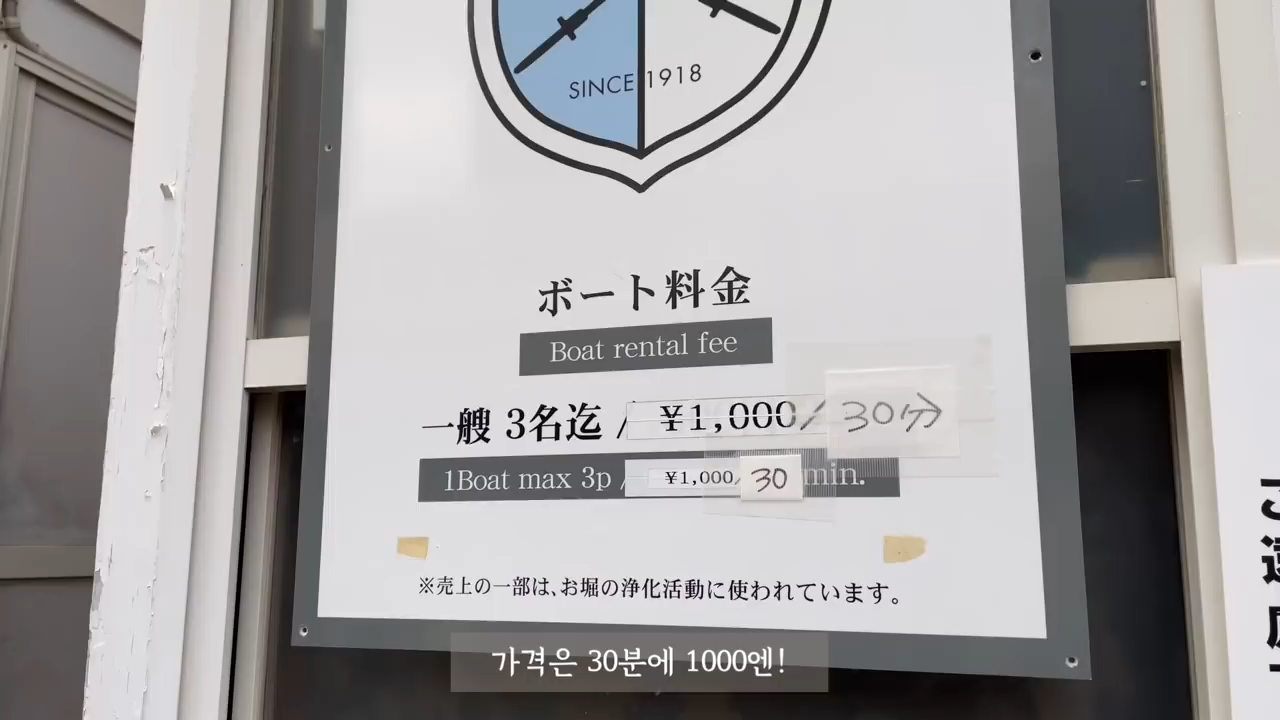 SINCE 1918
ボート料金
Boat rental fee
一艘 3名迄 / ¥1,000/30分
1Boat max 3p / ¥1,000/30 min.
※売上の一部は、お堀の浄化活動に使われています。
가격은 30분에 1000엔!